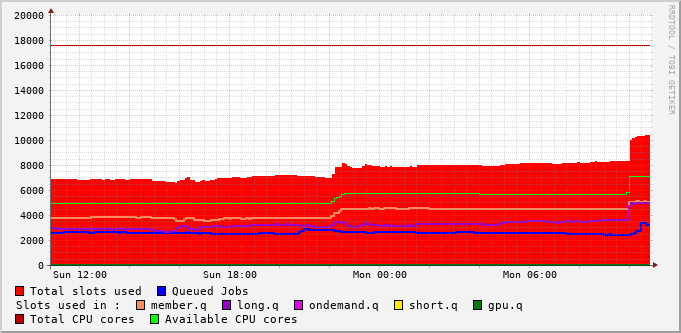 RRDTOOL / TOBI OETIKER
20000
18000
16000
14000
12000
10000
8000
6000
4000
2000
0
Sun 12:00 Sun 18:00 Mon 00:00 Mon 06:00
Total slots used Queued Jobs
Slots used in : member.q long.q ondemand.q short.q gpu.q
Total CPU cores Available CPU cores